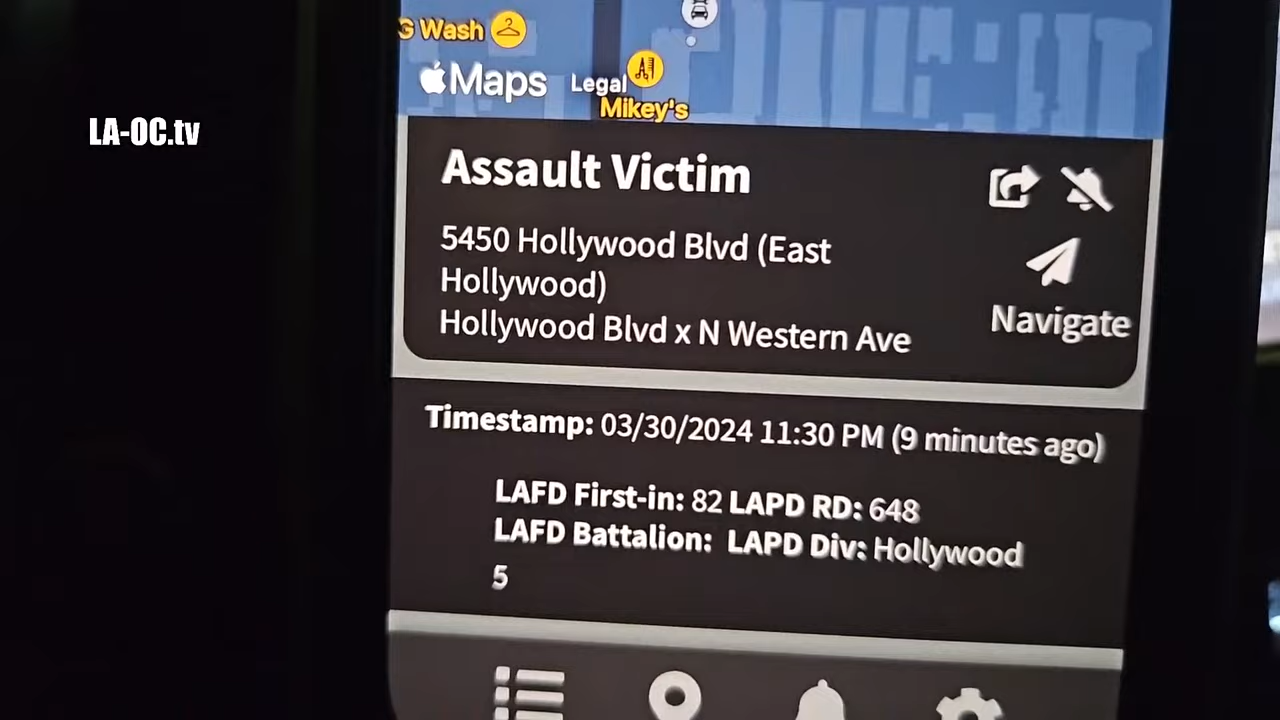 G Wash
Maps Legal
Mikey's
LA-OC.tv
Assault Victim
5450 Hollywood Blvd (East
Hollywood)
Hollywood Blvd x N Western Ave
Navigate
Timestamp: 03/30/2024 11:30 PM (9 minutes ago)
LAFD First-in: 82 LAPD RD: 648
LAFD Battalion: LAPD Div: Hollywood
5